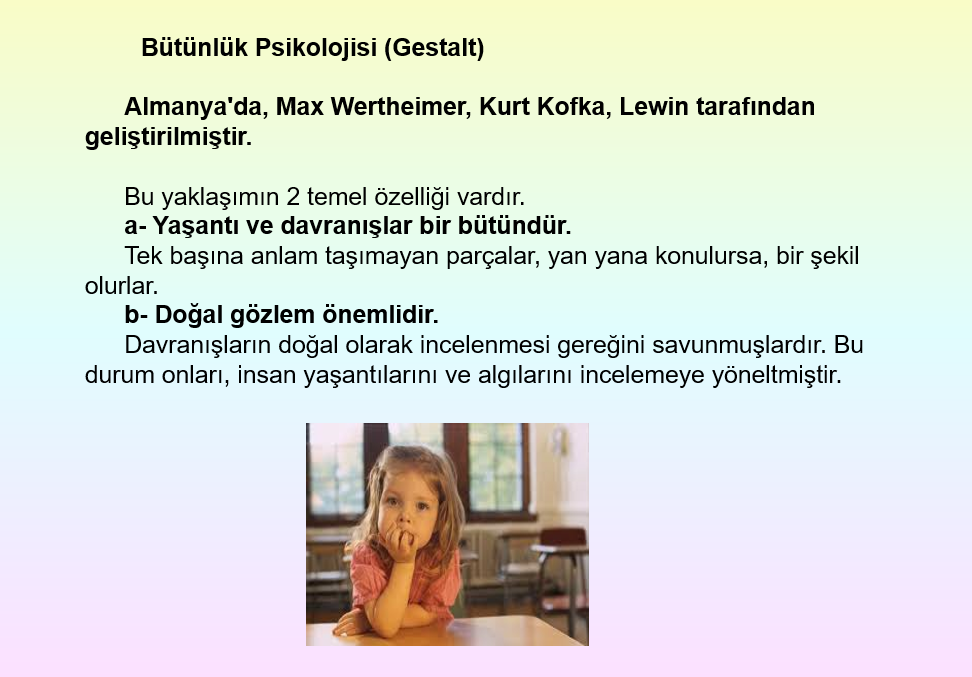 Bütünlük Psikolojisi (Gestalt)
Almanya'da, Max Wertheimer, Kurt Kofka, Lewin tarafından
geliştirilmiştir.
Bu yaklaşımın 2 temel özelliği vardır.
a- Yaşantı ve davranışlar bir bütündür.
Tek başına anlam taşımayan parçalar, yan yana konulursa, bir şekil
olurlar.
b- Doğal gözlem önemlidir.
Davranışların doğal olarak incelenmesi gereğini savunmuşlardır. Bu
durum onları, insan yaşantılarını ve algılarını incelemeye yöneltmiştir.